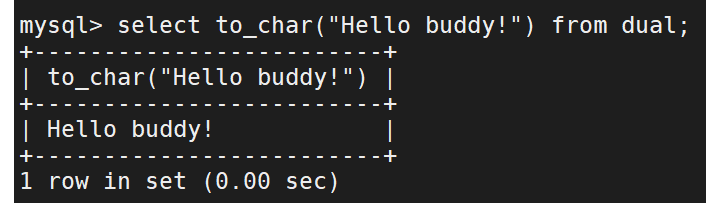 mysql> select to_char("Hello buddy!") from dual;
+-------------------------+
| to_char("Hello buddy!") |
+-------------------------+
| Hello buddy!            |
+-------------------------+
1 row in set (0.00 sec)